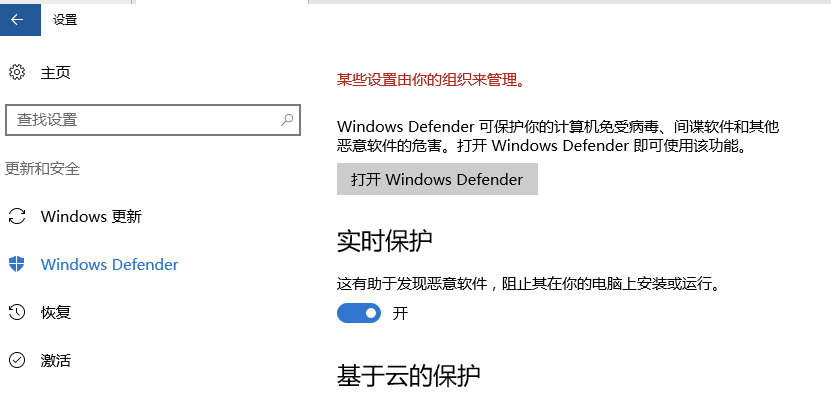 设置
主页
查找设置
更新和安全
Windows 更新
Windows Defender
恢复
激活
某些设置由你的组织来管理。
Windows Defender 可保护你的计算机免受病毒、间谍软件和其他
恶意软件的危害。打开 Windows Defender 即可使用该功能。
打开 Windows Defender
实时保护
这有助于发现恶意软件，阻止其在你的电脑上安装或运行。
开
基于云的保护